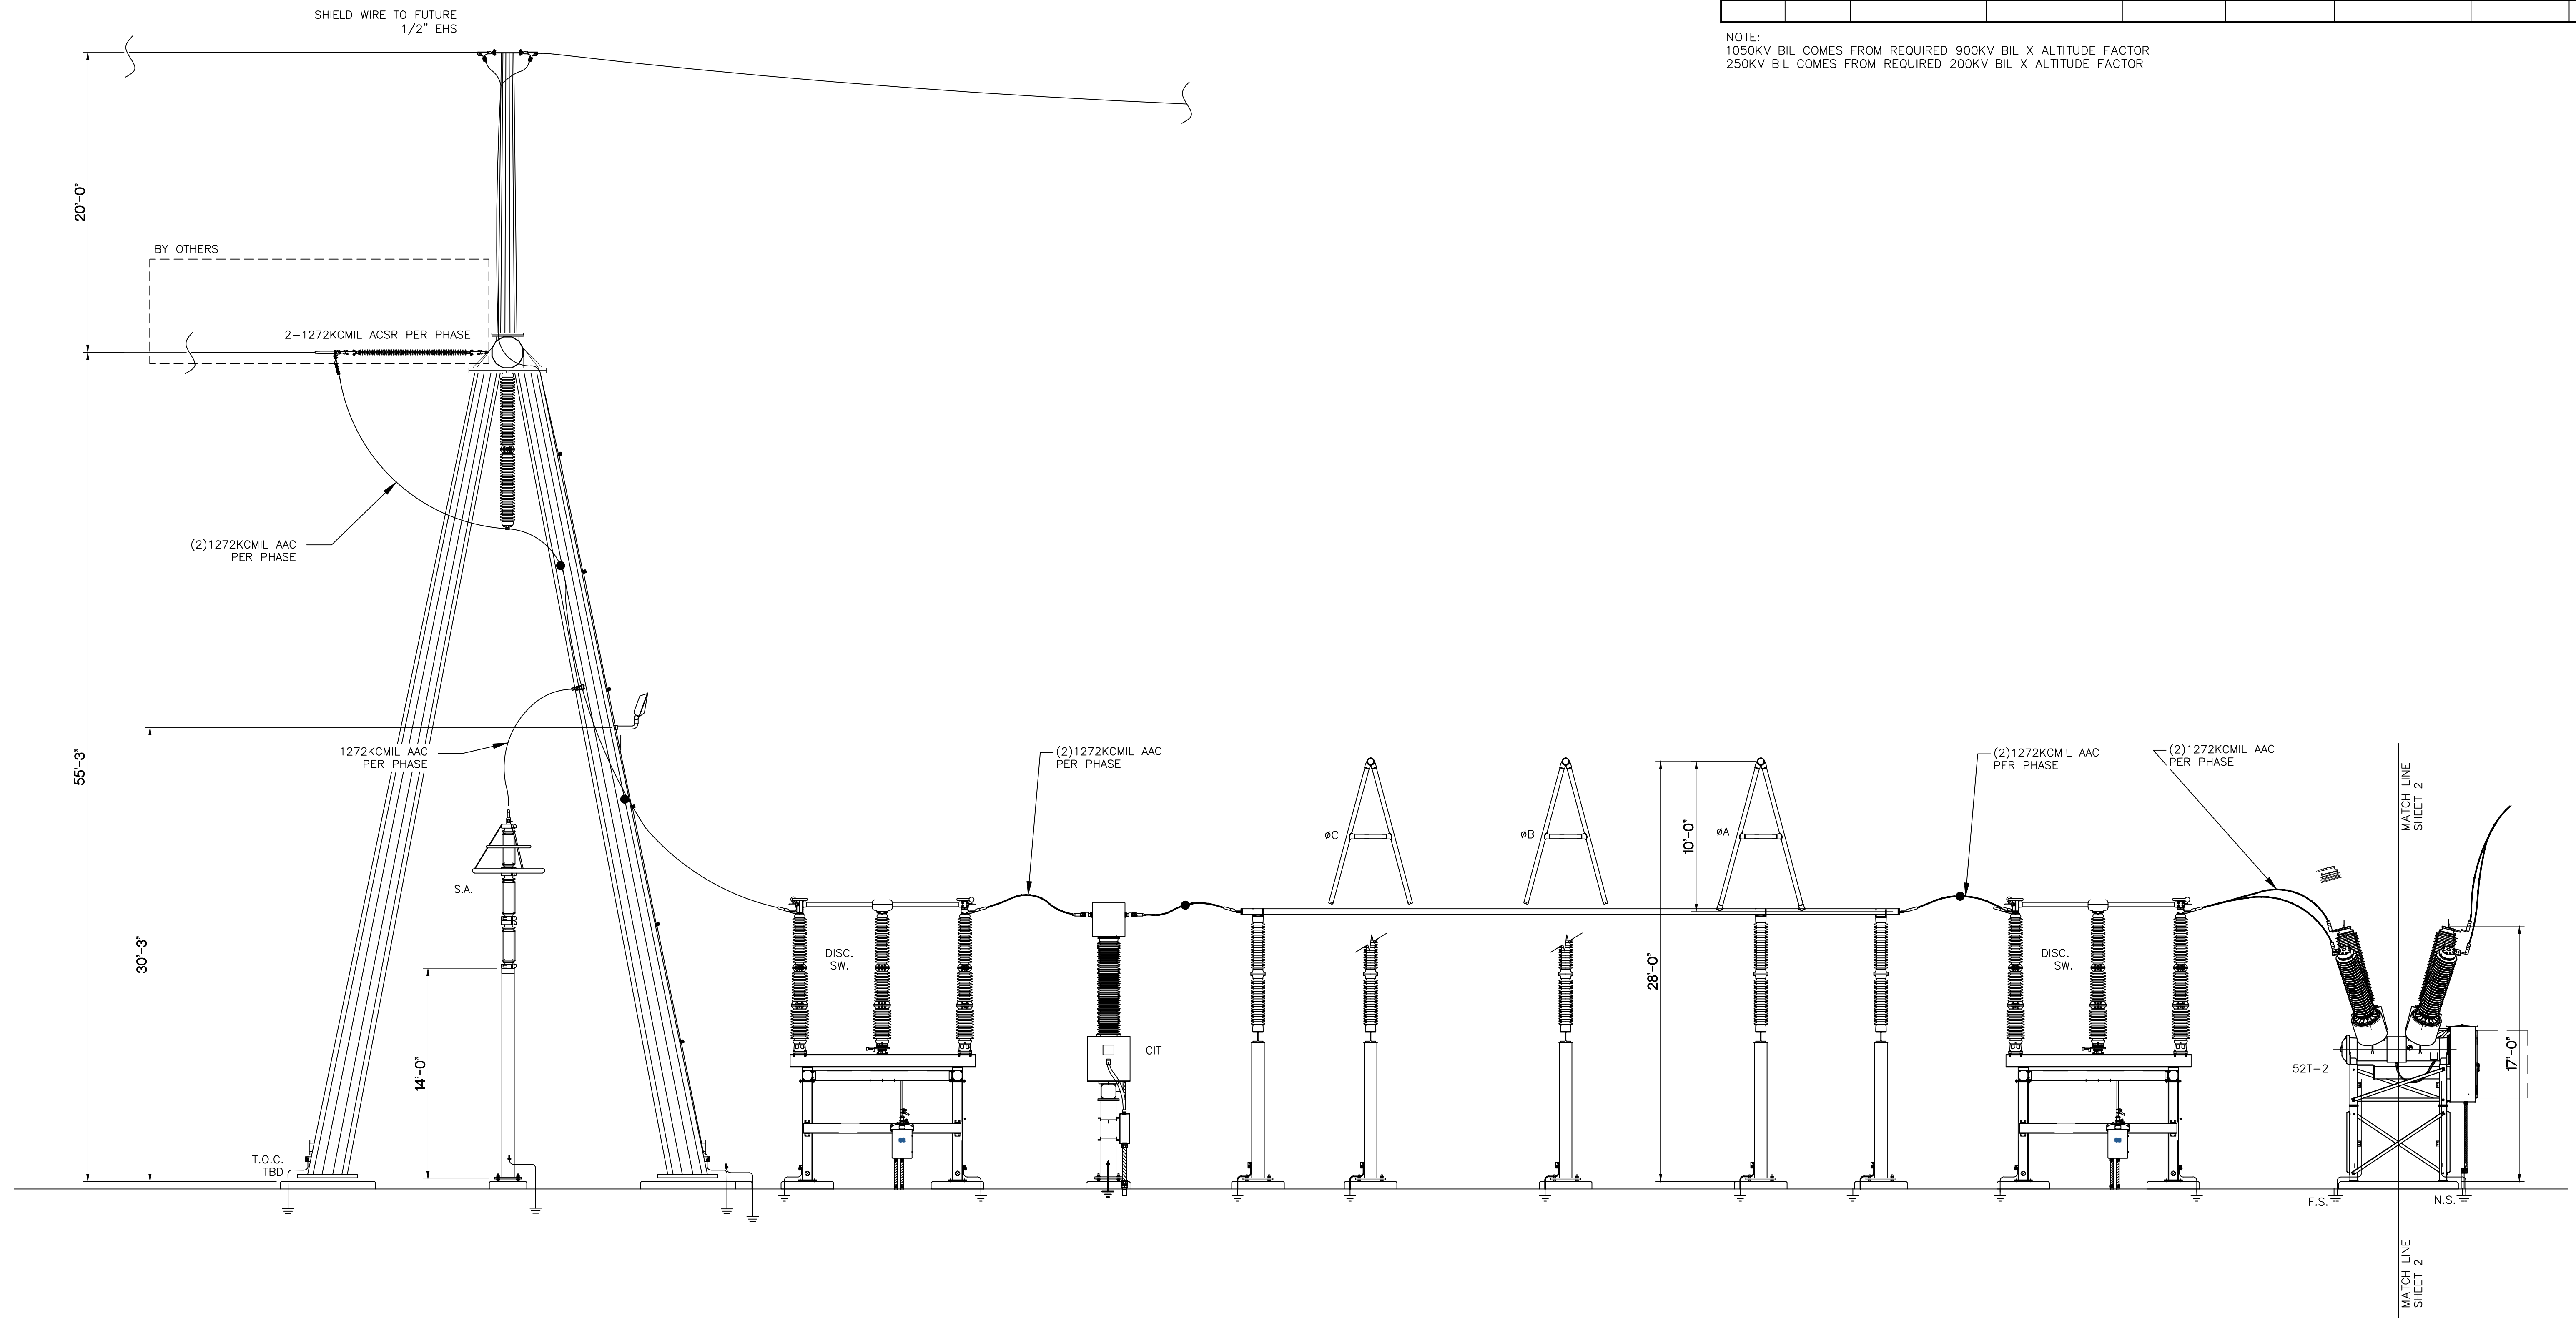 SHIELD WIRE TO FUTURE
1/2" EHS
NOTE:
1050KV BIL COMES FROM REQUIRED 900KV BIL X ALTITUDE FACTOR
250KV BIL COMES FROM REQUIRED 200KV BIL X ALTITUDE FACTOR
20'-0"
BY OTHERS
2-1272KCMIL ACSR PER PHASE
(2)1272KCMIL AAC
PER PHASE
55'-3"
30'-3"
1272KCMIL AAC
PER PHASE
S.A.
14'-0"
T.O.C.
TBD
DISC.
SW.
(2)1272KCMIL AAC
PER PHASE
CIT
øC
øB
øA
10'-0"
28'-0"
(2)1272KCMIL AAC
PER PHASE
(2)1272KCMIL AAC
PER PHASE
DISC.
SW.
MATCH LINE
SHEET 2
52T-2
17'-0"
F.S.
N.S.
MATCH LINE
SHEET 2